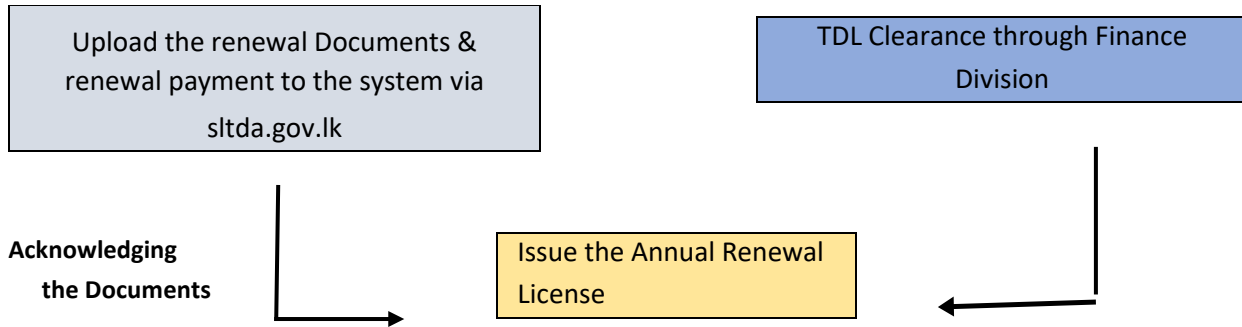 Upload the renewal Documents &
renewal payment to the system via
sltda.gov.lk
TDL Clearance through Finance
Division
Acknowledging
the Documents
Issue the Annual Renewal
License